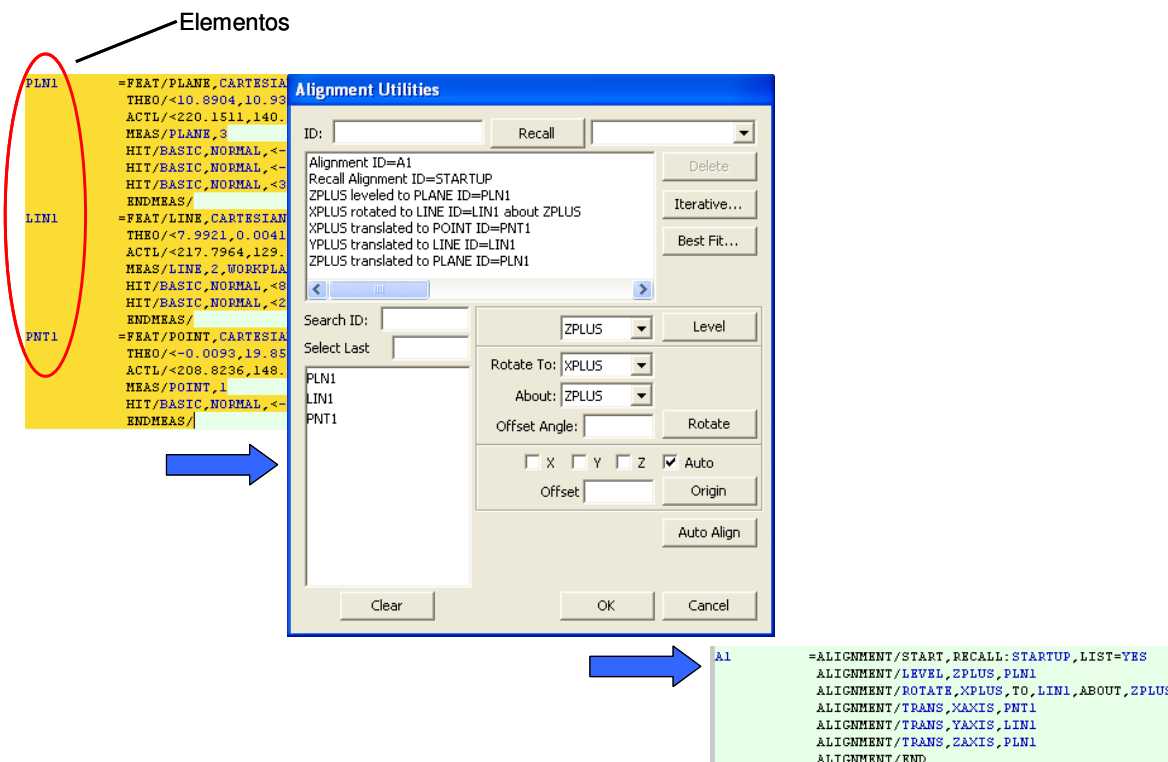 Elementos
PLN1 =FEAT/PLANE,CARTESIA
THEO/<10.8904,10.93
ACTL/<220.1511,140.
MEAS/PLANE,3
HIT/BASIC,NORMAL,<-
HIT/BASIC,NORMAL,<-
HIT/BASIC,NORMAL,<3
ENDMEAS/
LIN1 =FEAT/LINE,CARTESIAN
THEO/<7.9921,0.0041
ACTL/<217.7964,129.
MEAS/LINE,2,WORKPLA
HIT/BASIC,NORMAL,<8
HIT/BASIC,NORMAL,<2
ENDMEAS/
PNT1 =FEAT/POINT,CARTESIA
THEO/<-0.0093,19.85
ACTL/<208.8236,148.
MEAS/POINT,1
HIT/BASIC,NORMAL,<-
ENDMEAS/
Alignment Utilities
ID: Recall
Alignment ID=A1
Recall Alignment ID=STARTUP
ZPLUS leveled to PLANE ID=PLN1
XPLUS rotated to LINE ID=LIN1 about ZPLUS
XPLUS translated to POINT ID=PNT1
YPLUS translated to LINE ID=LIN1
ZPLUS translated to PLANE ID=PLN1
Delete
Iterative...
Best Fit...
Search ID:
Select Last
PLN1
LIN1
PNT1
ZPLUS Level
Rotate To: XPLUS
About: ZPLUS
Offset Angle: Rotate
X Y Z Auto
Offset Origin
Auto Align
Clear OK Cancel
A1 =ALIGNMENT/START,RECALL:STARTUP,LIST=YES
ALIGNMENT/LEVEL,ZPLUS,PLN1
ALIGNMENT/ROTATE,XPLUS,TO,LIN1,ABOUT,ZPLUS
ALIGNMENT/TRANS,XAXIS,PNT1
ALIGNMENT/TRANS,YAXIS,LIN1
ALIGNMENT/TRANS,ZAXIS,PLN1
ALIGNMENT/END